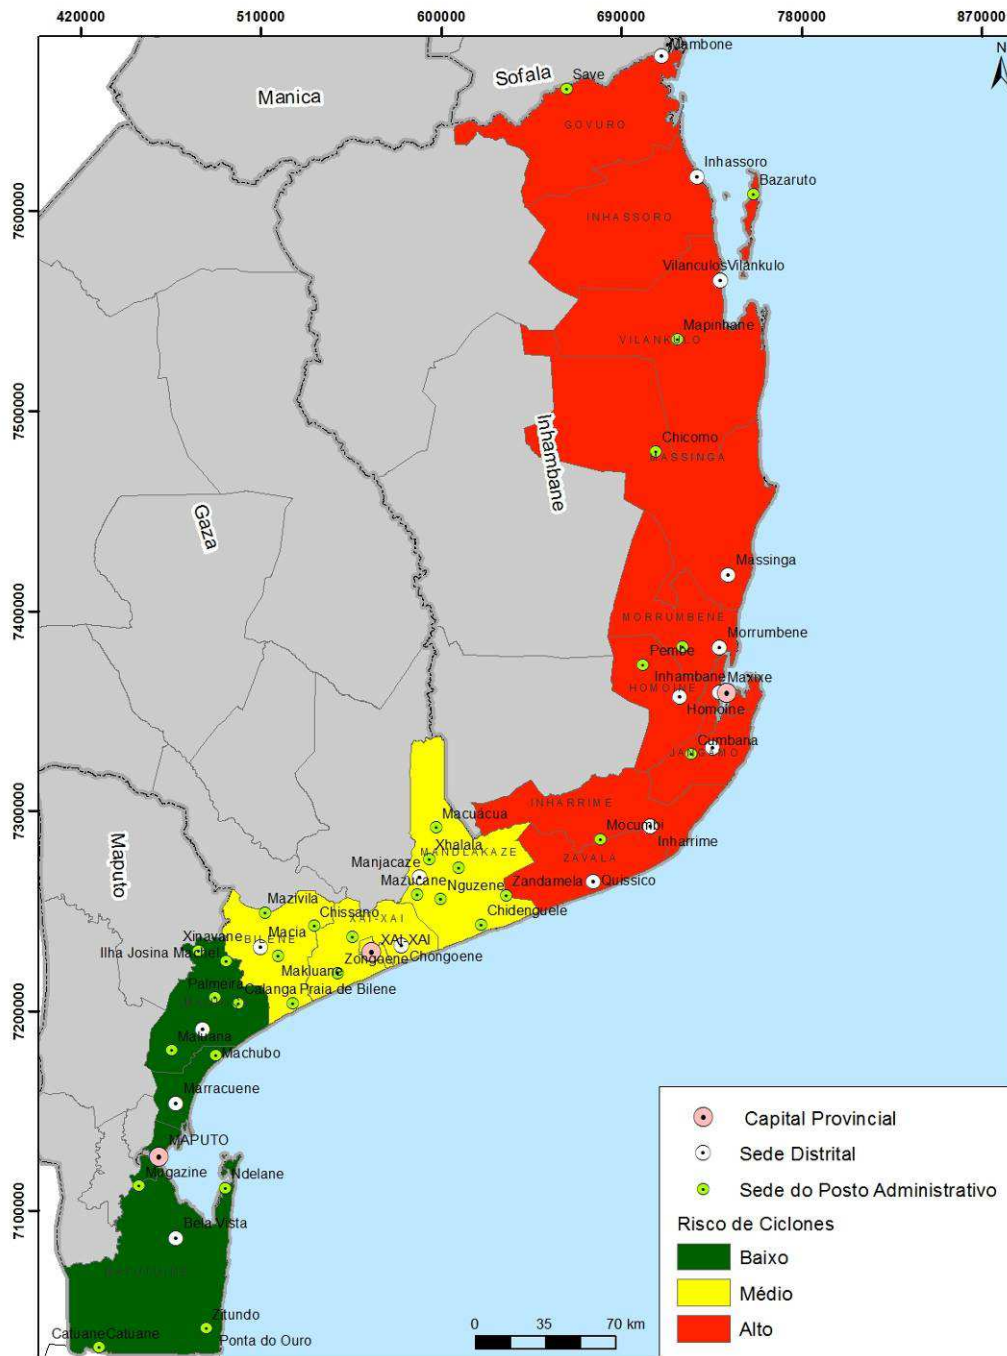 420000 510000 600000 690000 780000 870000
N
Mambone
Sofala
Save
Manica
GOVURO
Inhassoro
Bazaruto
7600000
INHASSORO
VilanculosVilankulo
Mapinhane
VILANKULO
7500000
Inhambane
Chicomo
MASSINGA
Gaza
Massinga
7400000
MORRUMBENE
Morrumbene
Pembe
Inhambane Maxixe
HOMOINE
Homoine
Cumbana
JANGAMO
7300000
INHARRIME
Macuacua
Mocumbi
Inharrime
Maputo
Xhalala
MANDLAKAZE
ZAVALA
Manjacaze
Mazucane
Nguzene
Zandamela Quissico
Mazivila
Chissano
Chidenguele
XAI-XAI
Macia
BILENE
XAI-XAI
Xinavane
Ilha Josina Machel
Zongoene Chongoene
Makluane
Palmeira
Calanga Praia de Bilene
7200000
Maluana
Machubo
Marracuene
MAPUTO
Magazine
Ndelane
7100000
Bela Vista
Zitundo
CatuaneCatuane
Ponta do Ouro
0 35 70 km
Capital Provincial
Sede Distrital
Sede do Posto Administrativo
Risco de Ciclones
Baixo
Médio
Alto